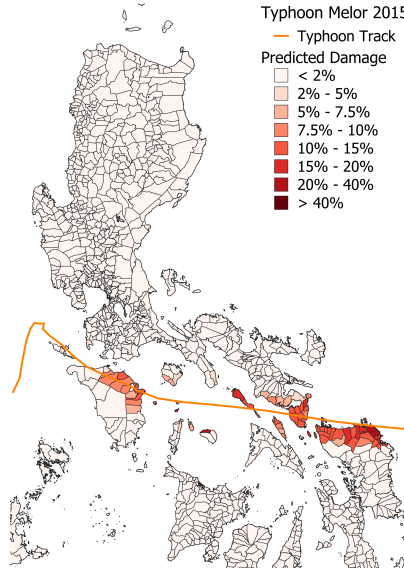 Typhoon Melor 2015
Typhoon Track
Predicted Damage
< 2%
2% - 5%
5% - 7.5%
7.5% - 10%
10% - 15%
15% - 20%
20% - 40%
> 40%